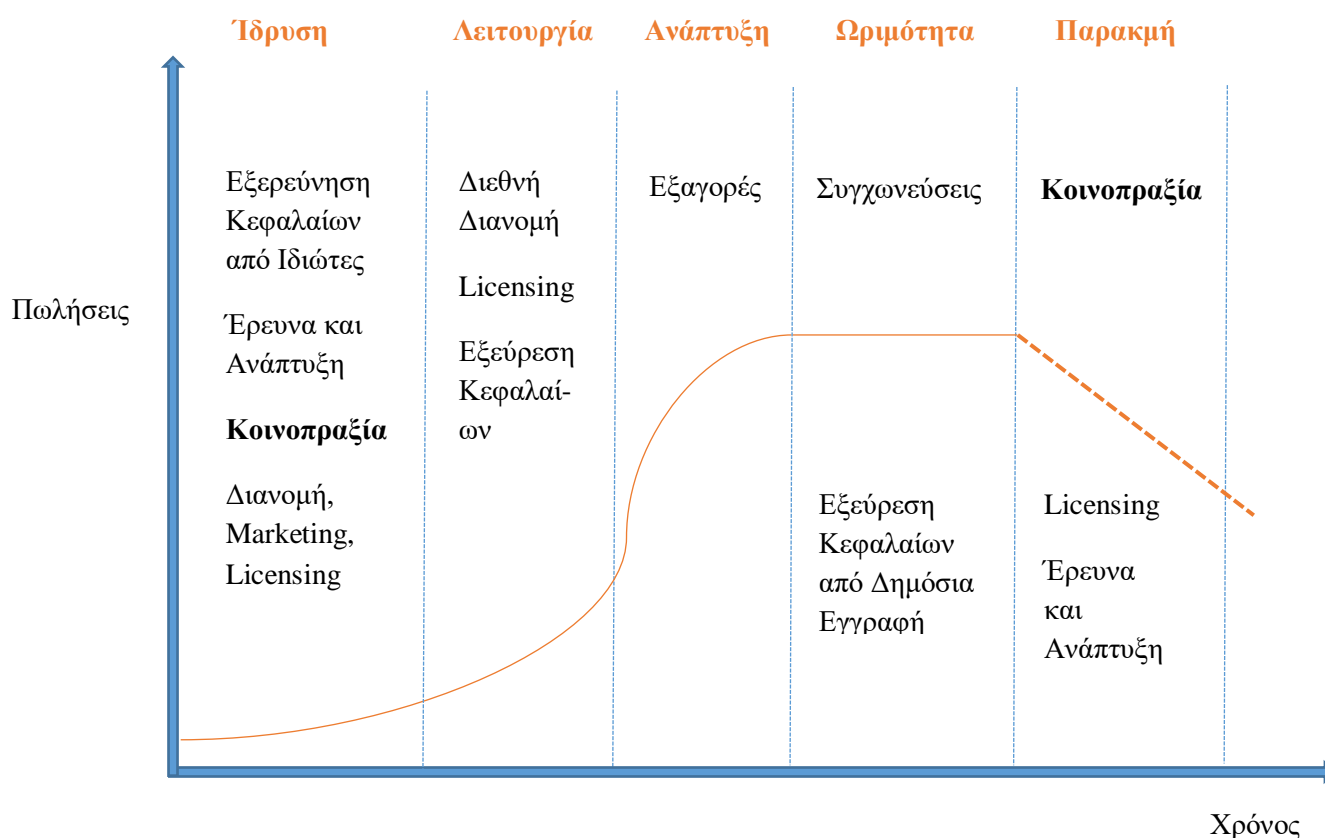 Ίδρυση
Λειτουργία
Ανάπτυξη
Ωριμότητα
Παρακμή
Πωλήσεις
Εξερεύνηση
Κεφαλαίων
από Ιδιώτες
Έρευνα και
Ανάπτυξη
Κοινοπραξία
Διανομή,
Marketing,
Licensing
Διεθνή
Διανομή
Licensing
Εξεύρεση
Κεφαλαί-
ων
Εξαγορές
Συγχωνεύσεις
Εξεύρεση
Κεφαλαίων
από Δημόσια
Εγγραφή
Κοινοπραξία
Licensing
Έρευνα
και
Ανάπτυξη
Χρόνος